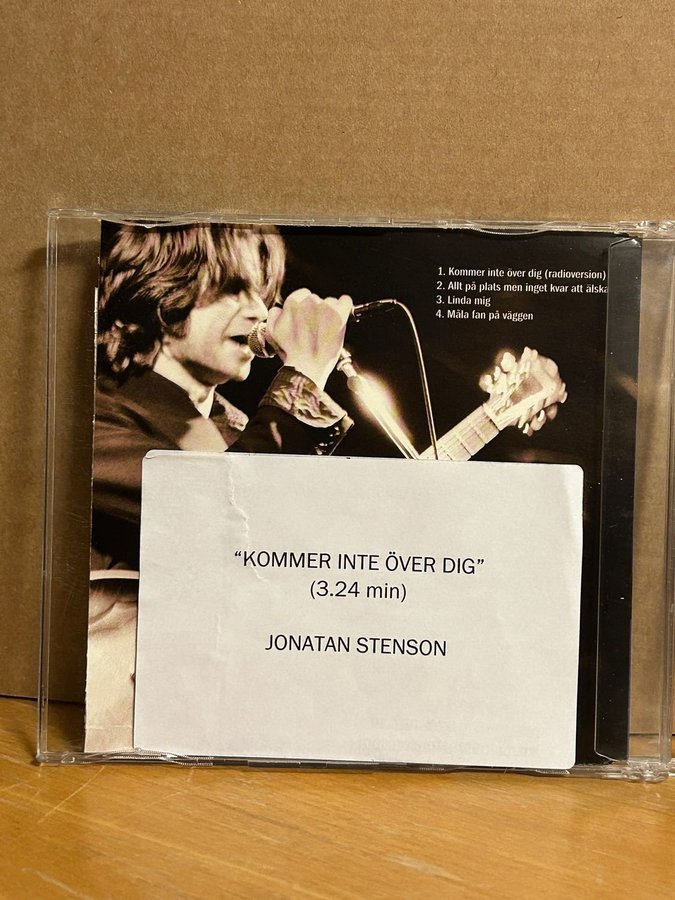 1. Kommer inte över dig (radioversion)
2. Allt på plats men inget kvar att älska
3. Linda mig
4. Måla fan på väggen
“KOMMER INTE ÖVER DIG”
(3.24 min)
JONATAN STENSON